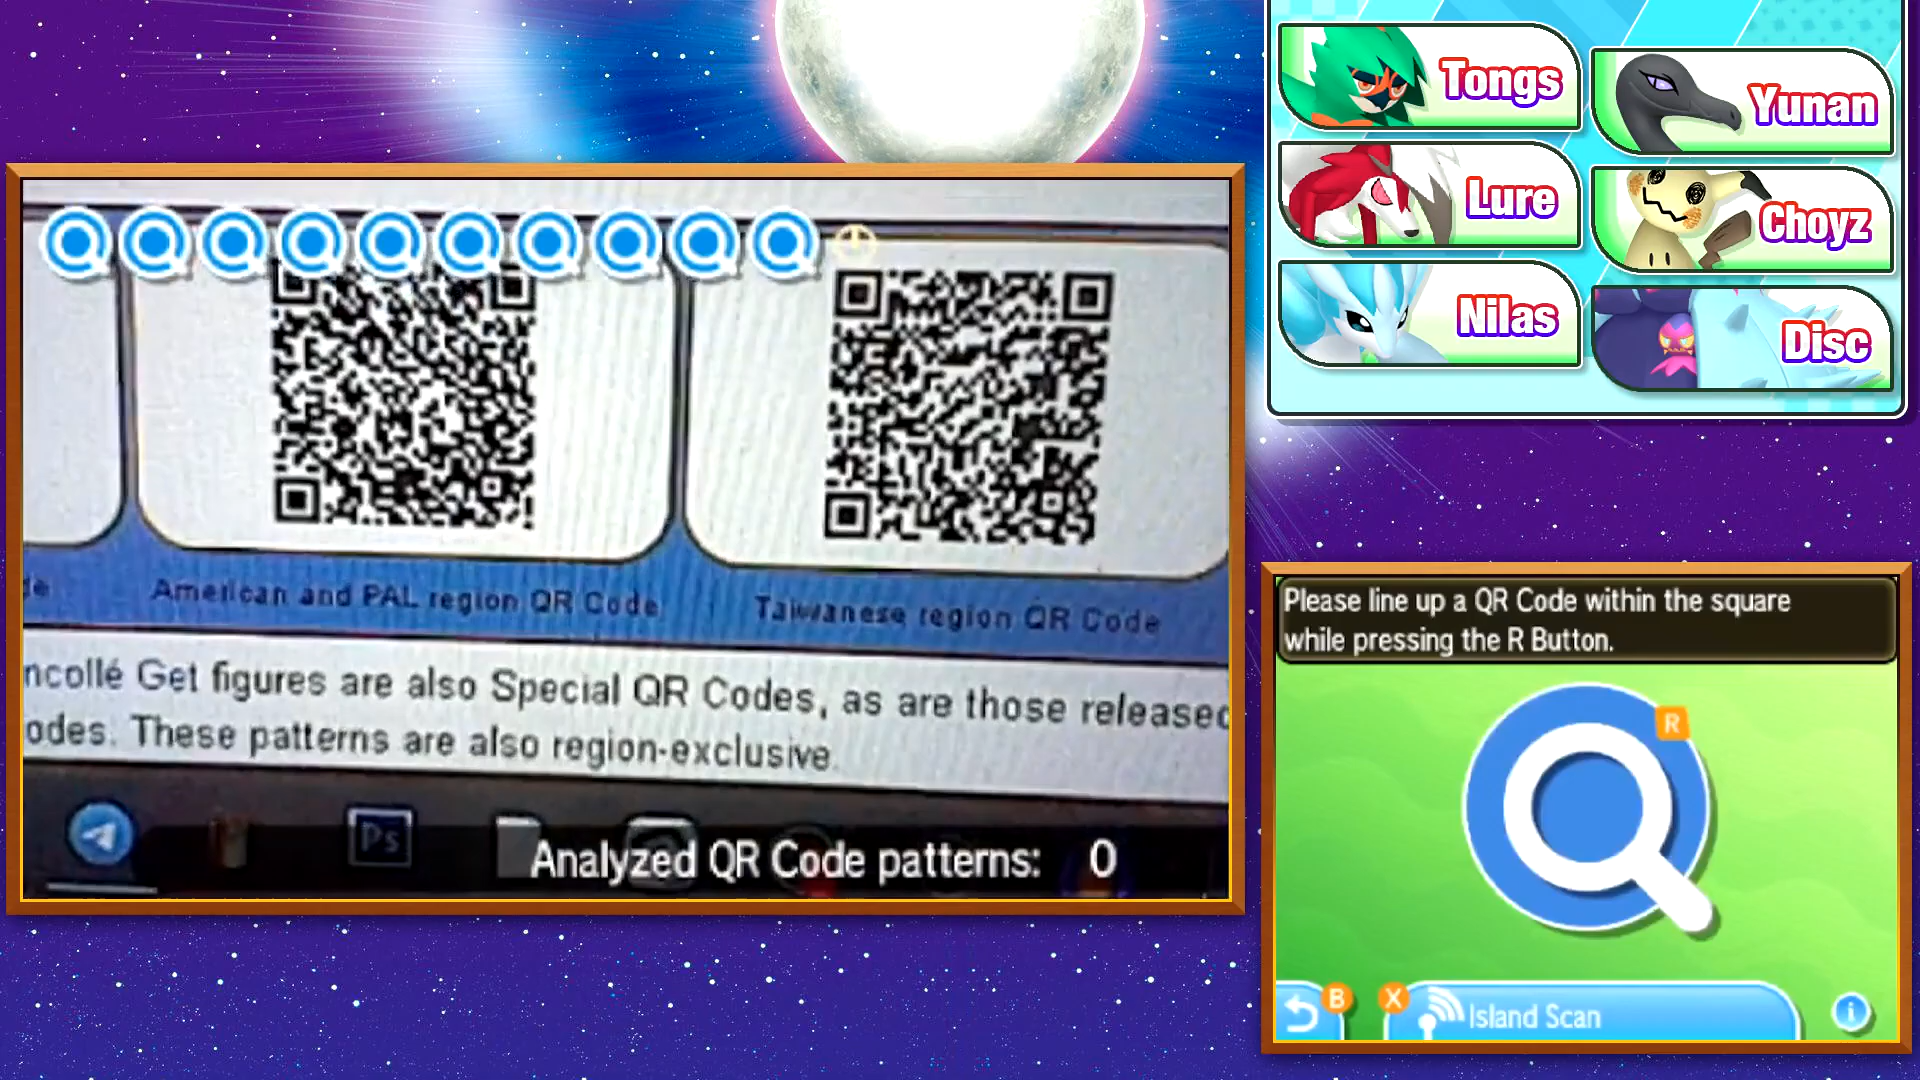 Tongs
Yunan
Lure
Choyz
Nilas
Disc
de
American and PAL region QR Code
Taiwanese region QR Code
ncollé Get figures are also Special QR Codes, as are those released
odes. These patterns are also region-exclusive.
Ps
Analyzed QR Code patterns: 0
Please line up a QR Code within the square
while pressing the R Button.
R
B
X
Island Scan
i